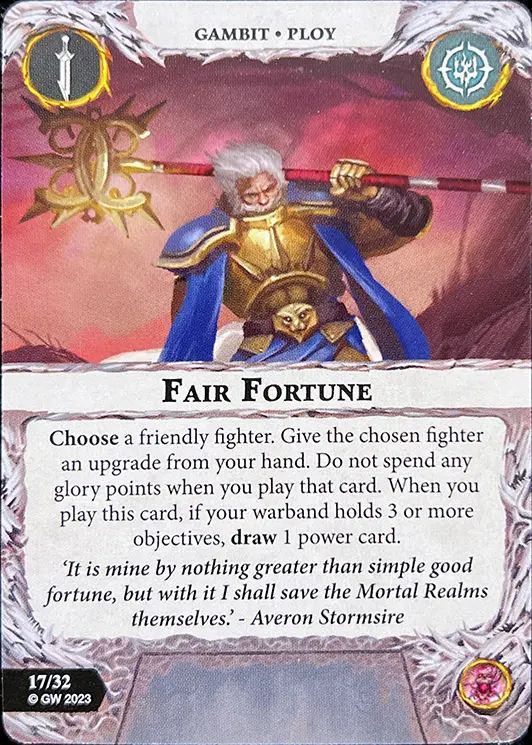 GAMBIT • PLOY
FAIR FORTUNE
Choose a friendly fighter. Give the chosen fighter
an upgrade from your hand. Do not spend any
glory points when you play that card. When you
play this card, if your warband holds 3 or more
objectives, draw 1 power card.
‘It is mine by nothing greater than simple good
fortune, but with it I shall save the Mortal Realms
themselves.’ - Averon Stormsire
17/32
© GW 2023